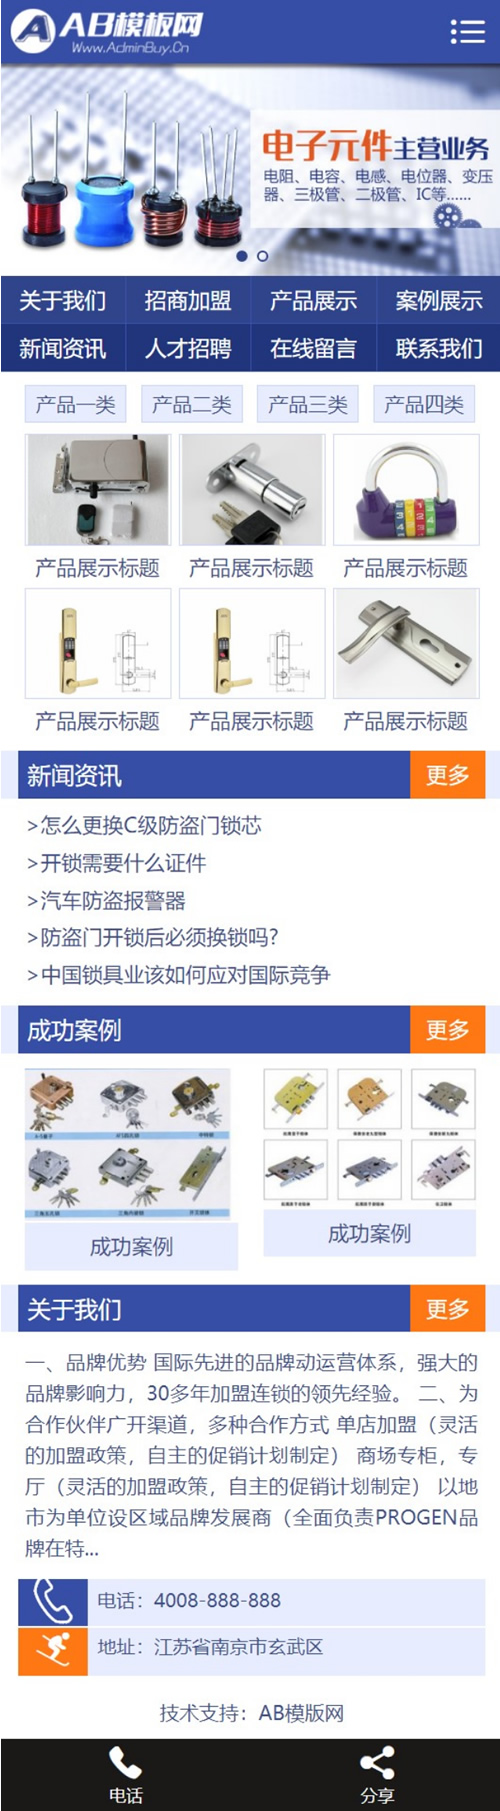 AB模板网
Www.AdminBuy.Cn
电子元件主营业务
电阻、电容、电感、电位器、变压
器、三极管、二极管、IC等......
关于我们 招商加盟 产品展示 案例展示
新闻资讯 人才招聘 在线留言 联系我们
产品一类 产品二类 产品三类 产品四类
产品展示标题 产品展示标题 产品展示标题
产品展示标题 产品展示标题 产品展示标题
新闻资讯 更多
>怎么更换C级防盗门锁芯
>开锁需要什么证件
>汽车防盗报警器
>防盗门开锁后必须换锁吗?
>中国锁具业该如何应对国际竞争
成功案例 更多
成功案例 成功案例
关于我们 更多
一、品牌优势 国际先进的品牌动运营体系，强大的
品牌影响力，30多年加盟连锁的领先经验。 二、为
合作伙伴广开渠道，多种合作方式 单店加盟（灵活
的加盟政策，自主的促销计划制定） 商场专柜，专
厅（灵活的加盟政策，自主的促销计划制定） 以地
市为单位设区域品牌发展商（全面负责PROGEN品
牌在特...
电话：4008-888-888
地址：江苏省南京市玄武区
技术支持：AB模版网
电话 分享